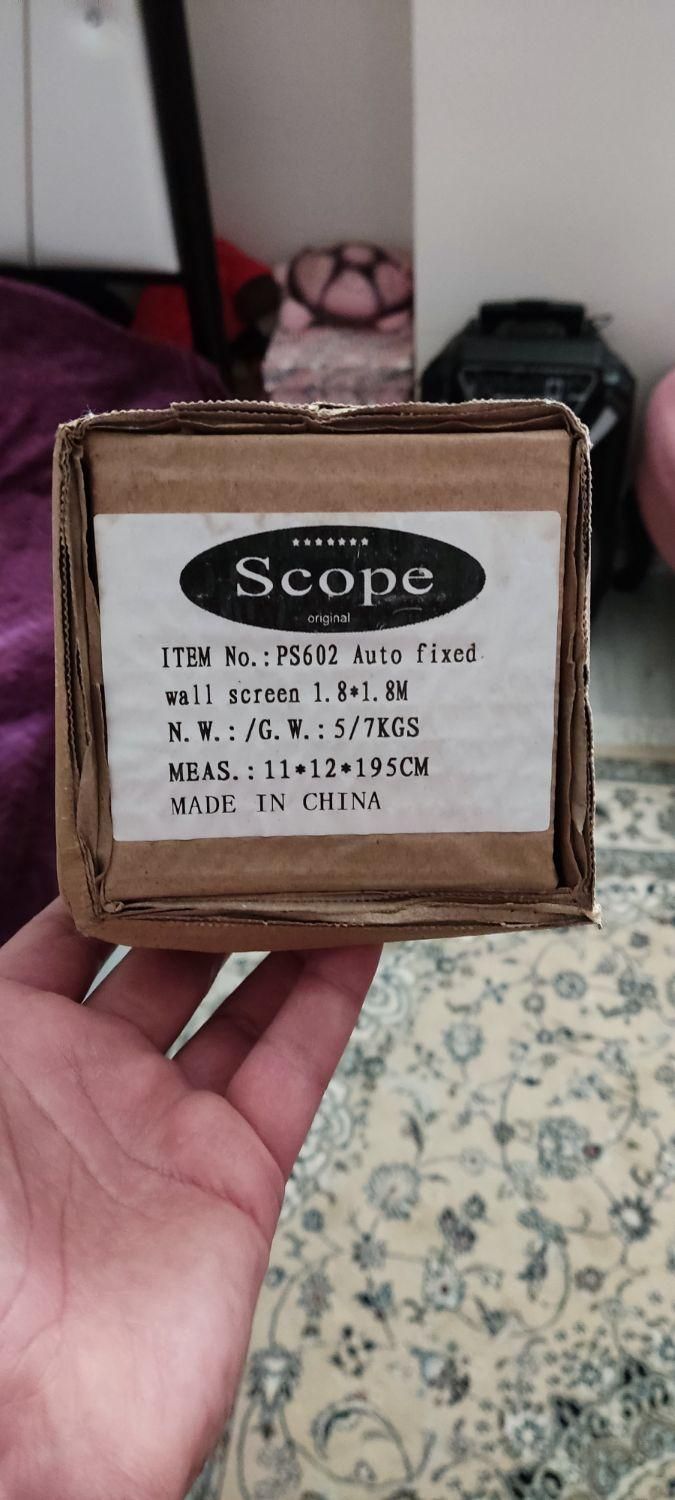 Scope
original
ITEM No.:PS602 Auto fixed
wall screen 1.8*1.8M
N.W.:/G.W.:5/7KGS
MEAS.:11*12*195CM
MADE IN CHINA